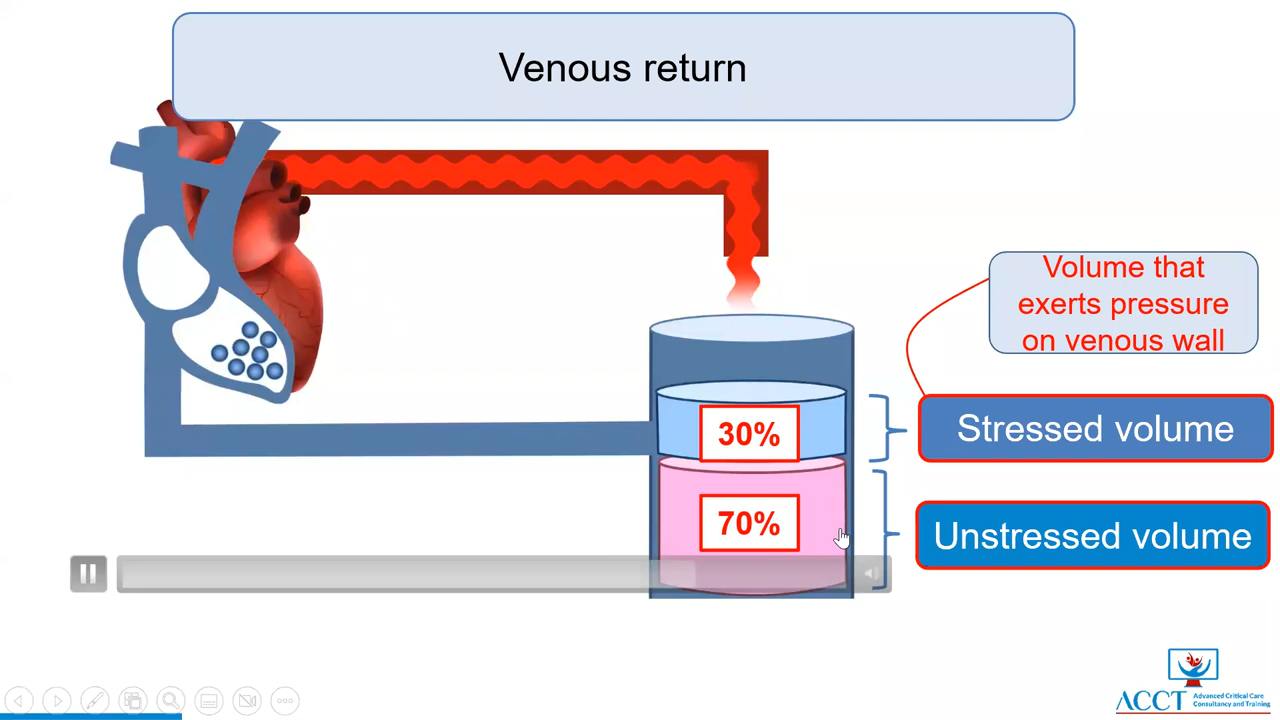 Venous return
Volume that
exerts pressure
on venous wall
30%
Stressed volume
70%
Unstressed volume
ACCT Advanced Critical Care
Consultancy and Training